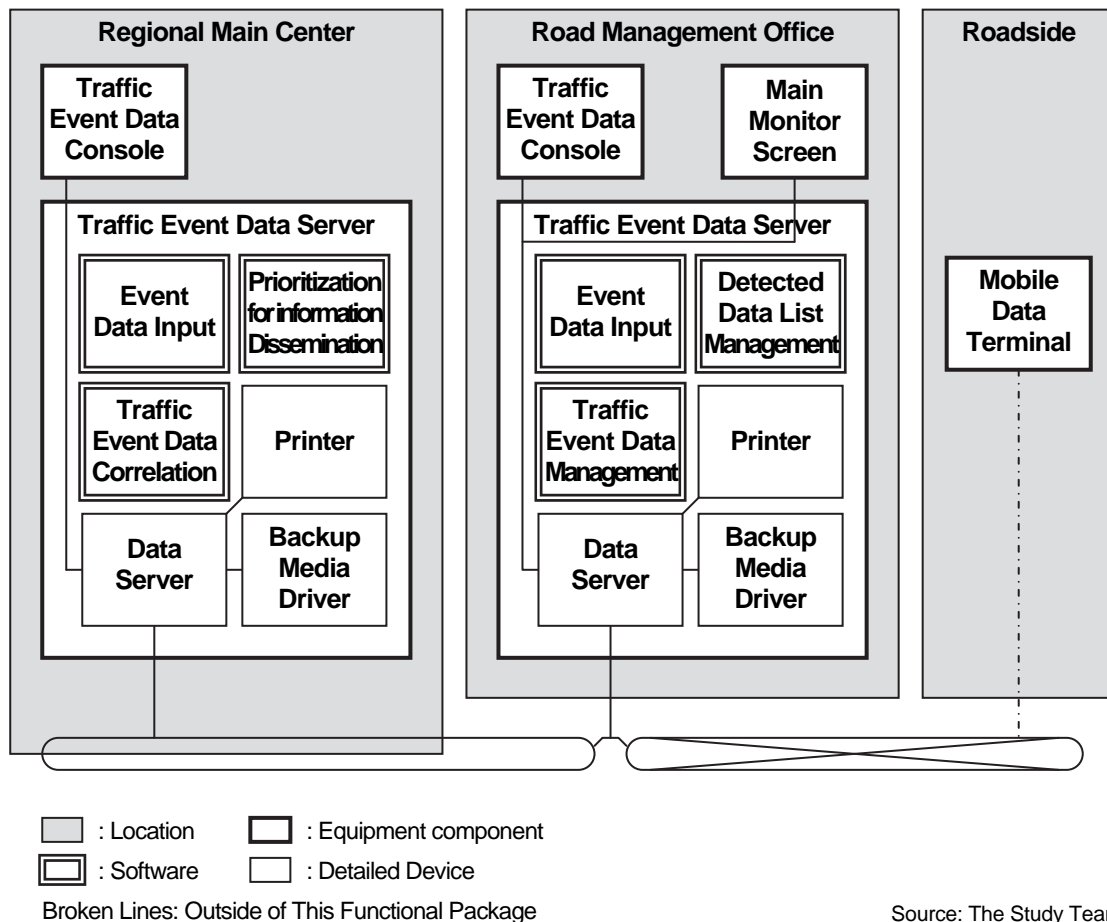 Regional Main Center
Traffic
Event Data
Console
Traffic Event Data Server
Event
Data Input
Prioritization
for information
Dissemination
Traffic
Event Data
Correlation
Printer
Data
Server
Backup
Media
Driver
Road Management Office
Traffic
Event Data
Console
Main
Monitor
Screen
Traffic Event Data Server
Event
Data Input
Detected
Data List
Management
Traffic
Event Data
Management
Printer
Data
Server
Backup
Media
Driver
Roadside
Mobile
Data
Terminal
: Location
: Equipment component
: Software
: Detailed Device
Broken Lines: Outside of This Functional Package
Source: The Study